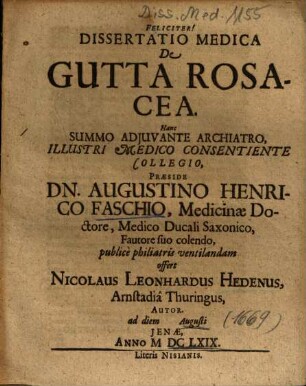 Diss. Med. 1155
FELICITER!
DISSERTATIO MEDICA
De
GUTTA ROSA-
CEA.
Hanc
SUMMO ADJUVANTE ARCHIATRO,
ILLUSTRI MEDICO CONSENTIENTE
COLLEGIO,
PRÆSIDE
DN. AUGUSTINO HENRI-
CO FASCHIO, Medicinæ Do-
ctore, Medico Ducali Saxonico,
Fautore suo colendo,
publicè philiatris ventilandam
offert
NICOLAUS LEONHARDUS HEDENUS,
Arnstadiâ Thuringus,
AUTOR.
ad diem Augusti (1669)
JENÆ,
ANNO M DC LXIX.
Literis NISIANIS.